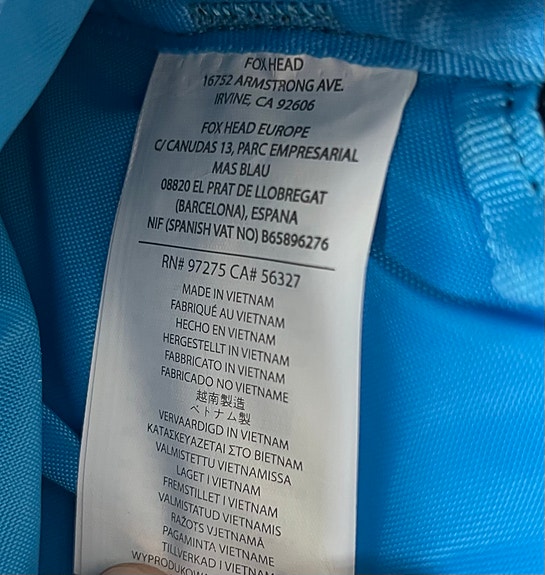 FOX HEAD
16752 ARMSTRONG AVE.
IRVINE, CA 92606
FOX HEAD EUROPE
C/ CANUDAS 13, PARC EMPRESARIAL
MAS BLAU
08820 EL PRAT DE LLOBREGAT
(BARCELONA), ESPANA
NIF (SPANISH VAT NO) B65896276
RN# 97275 CA# 56327
MADE IN VIETNAM
FABRIQUÉ AU VIETNAM
HECHO EN VIETNAM
HERGESTELLT IN VIETNAM
FABBRICATO IN VIETNAM
FABRICADO NO VIETNAME
越南製造
ベトナム製
VERVAARDIGD IN VIETNAM
ΚΑΤΑΣΚΕΥΑΖΕΤΑΙ ΣΤΟ ΒΙΕΤΝΑΜ
VALMISTETTU VIETNAMISSA
LAGET I VIETNAM
FREMSTILLET I VIETNAM
VALMISTATUD VIETNAMIS
RAŽOTS VJETNAMĀ
PAGAMINTA VIETNAME
TILLVERKAD I VIETNAM